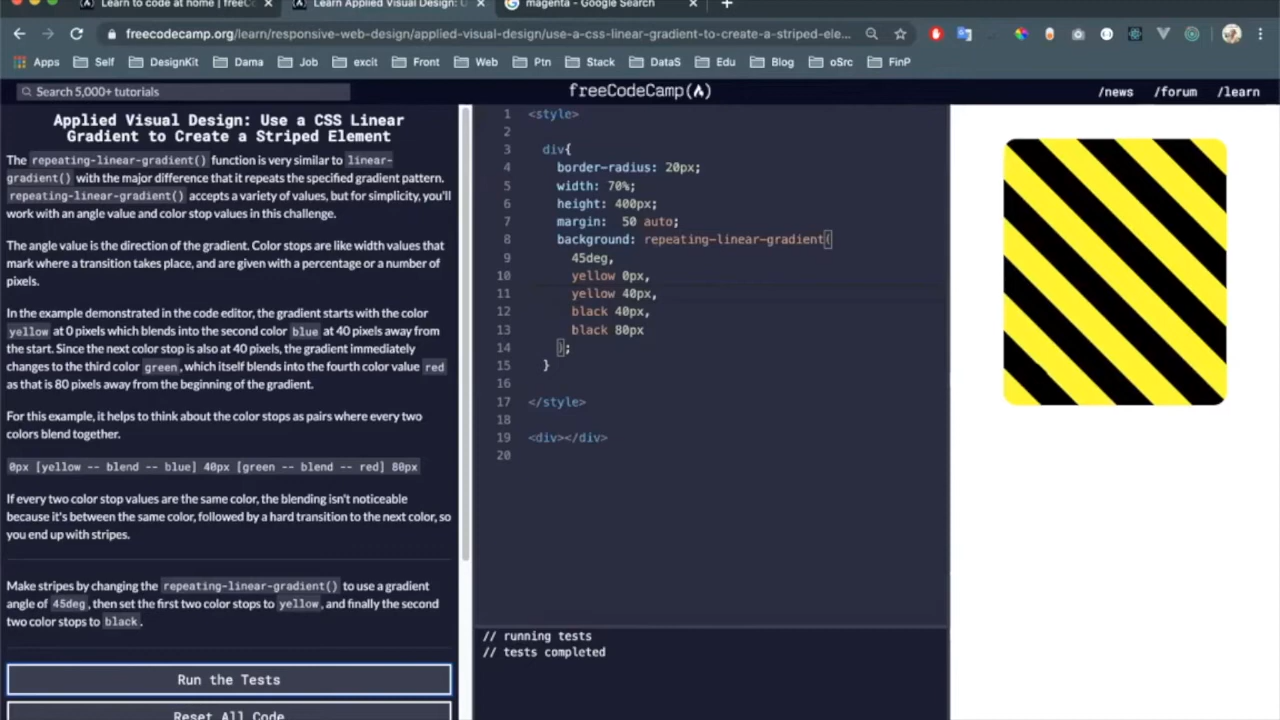 Learn to code at home | freeC
Learn Applied Visual Design: U
magenta - Google Search
freecodecamp.org/learn/responsive-web-design/applied-visual-design/use-a-css-linear-gradient-to-create-a-striped-ele...
Apps Self DesignKit Dama Job excit Front Web Ptn Stack DataS Edu Blog oSrc FinP
Search 5,000+ tutorials
freeCodeCamp
/news /forum /learn
Applied Visual Design: Use a CSS Linear
Gradient to Create a Striped Element
The repeating-linear-gradient() function is very similar to linear-
gradient() with the major difference that it repeats the specified gradient pattern.
repeating-linear-gradient() accepts a variety of values, but for simplicity, you'll
work with an angle value and color stop values in this challenge.
The angle value is the direction of the gradient. Color stops are like width values that
mark where a transition takes place, and are given with a percentage or a number of
pixels.
In the example demonstrated in the code editor, the gradient starts with the color
yellow at 0 pixels which blends into the second color blue at 40 pixels away from
the start. Since the next color stop is also at 40 pixels, the gradient immediately
changes to the third color green, which itself blends into the fourth color value red
as that is 80 pixels away from the beginning of the gradient.
For this example, it helps to think about the color stops as pairs where every two
colors blend together.
0px [yellow -- blend -- blue] 40px [green -- blend -- red] 80px
If every two color stop values are the same color, the blending isn't noticeable
because it's between the same color, followed by a hard transition to the next color, so
you end up with stripes.
Make stripes by changing the repeating-linear-gradient() to use a gradient
angle of 45deg, then set the first two color stops to yellow, and finally the second
two color stops to black.
Run the Tests
Reset All Code
1 <style>
2
3 div{
4 border-radius: 20px;
5 width: 70%;
6 height: 400px;
7 margin:  50 auto;
8 background: repeating-linear-gradient(
9 45deg,
10 yellow 0px,
11 yellow 40px,
12 black 40px,
13 black 80px
14 );
15 }
16
17 </style>
18
19 <div></div>
20
// running tests
// tests completed